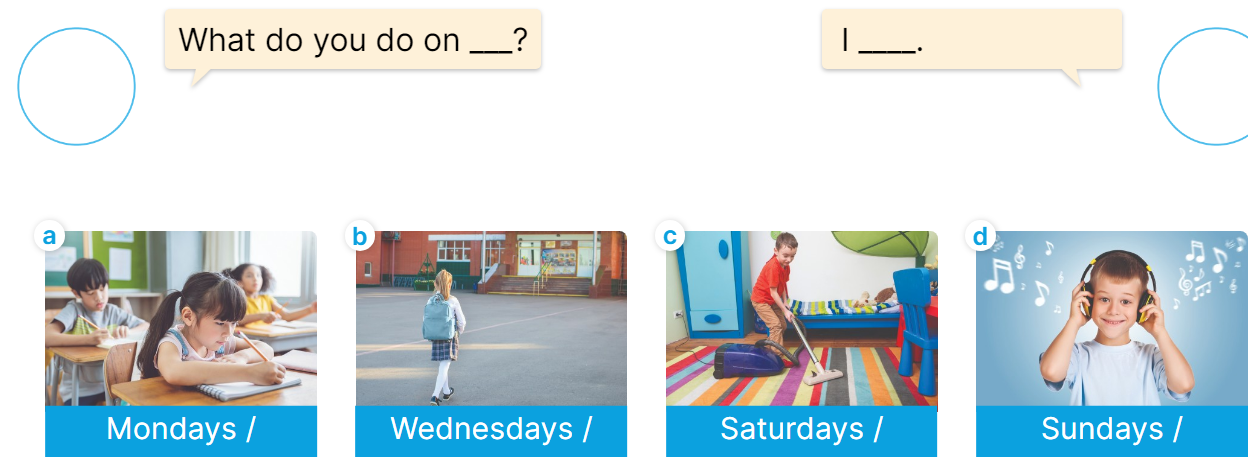 What do you do on ___?
I ____.
a
b
c
d
Mondays /
Wednesdays /
Saturdays /
Sundays /